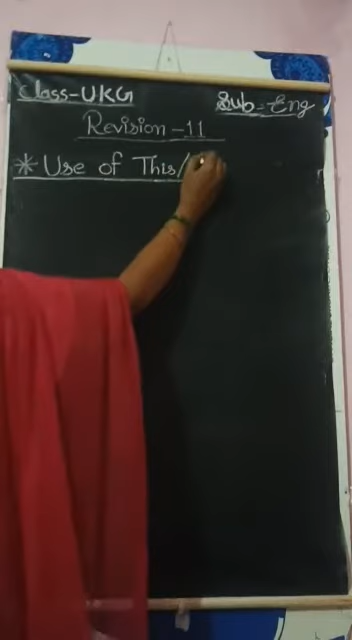 Class-UKG
Sub-Eng
Revision-11
* Use of This/